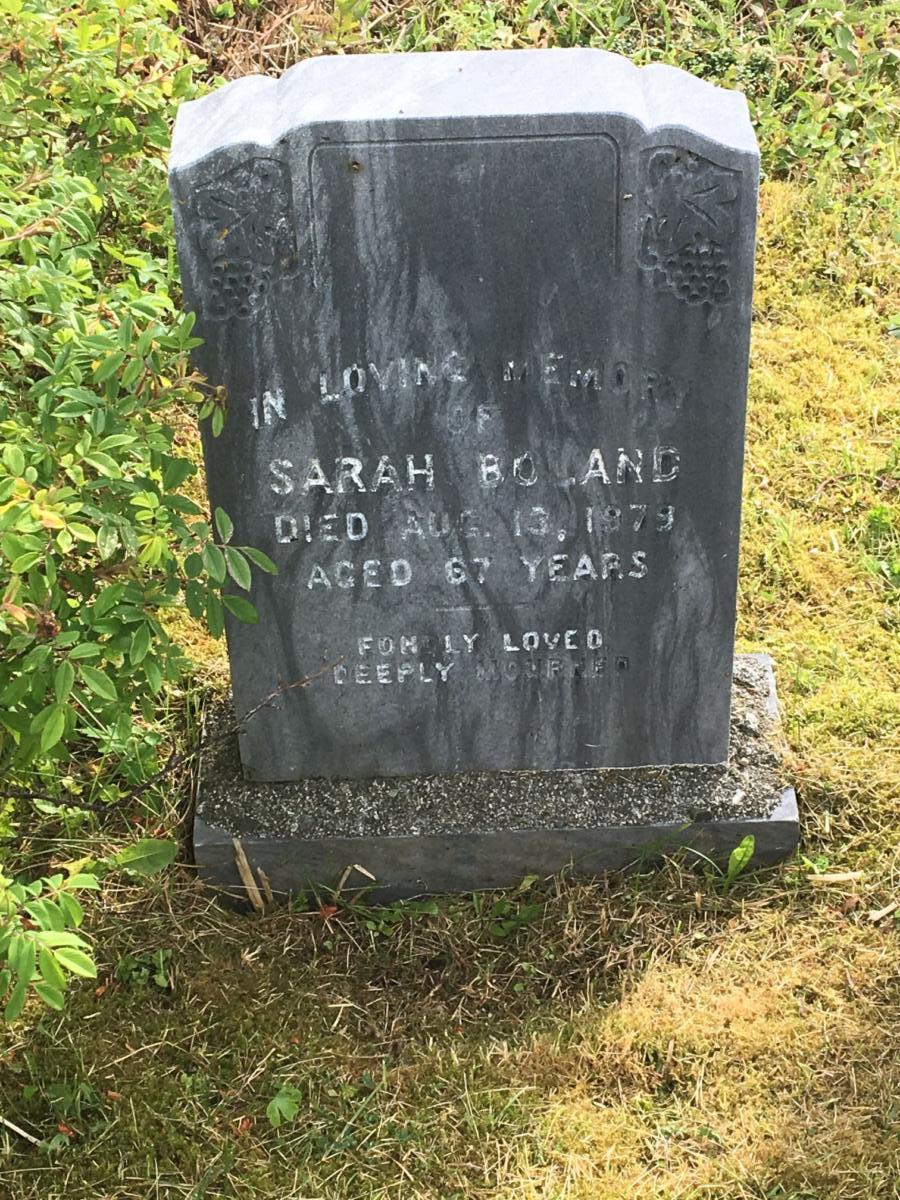 IN LOVING MEMORY
OF
SARAH BOLAND
DIED AUG. 13, 1979
AGED 67 YEARS
FONDLY LOVED
DEEPLY MOURNED